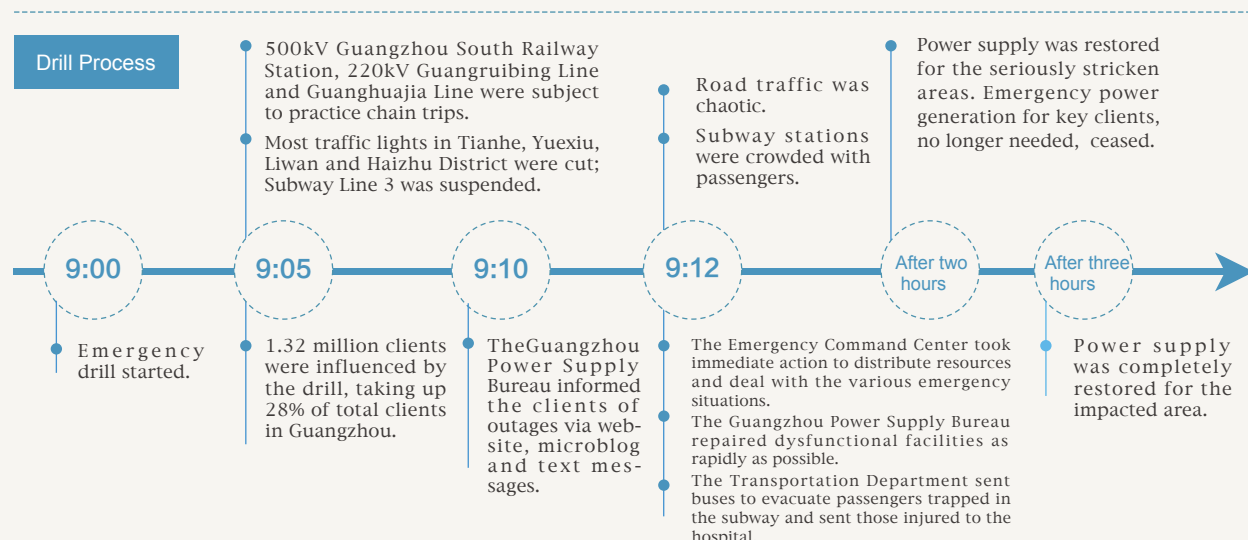 Drill Process
500kV Guangzhou South Railway
Station, 220kV Guangruibing Line
and Guanghuajia Line were subject
to practice chain trips.
Most traffic lights in Tianhe, Yuexiu,
Liwan and Haizhu District were cut;
Subway Line 3 was suspended.
Road traffic was
chaotic.
Subway stations
were crowded with
passengers.
Power supply was restored
for the seriously stricken
areas. Emergency power
generation for key clients,
no longer needed, ceased.
9:00
9:05
9:10
9:12
After two
hours
After three
hours
Emergency
drill started.
1.32 million clients
were influenced by
the drill, taking up
28% of total clients
in Guangzhou.
TheGuangzhou
Power Supply
Bureau informed
the clients of
outages via web-
site, microblog
and text mes-
sages.
The Emergency Command Center took
immediate action to distribute resources
and deal with the various emergency
situations.
The Guangzhou Power Supply Bureau
repaired dysfunctional facilities as
rapidly as possible.
The Transportation Department sent
buses to evacuate passengers trapped in
the subway and sent those injured to the
hospital
Power supply
was completely
restored for the
impacted area.